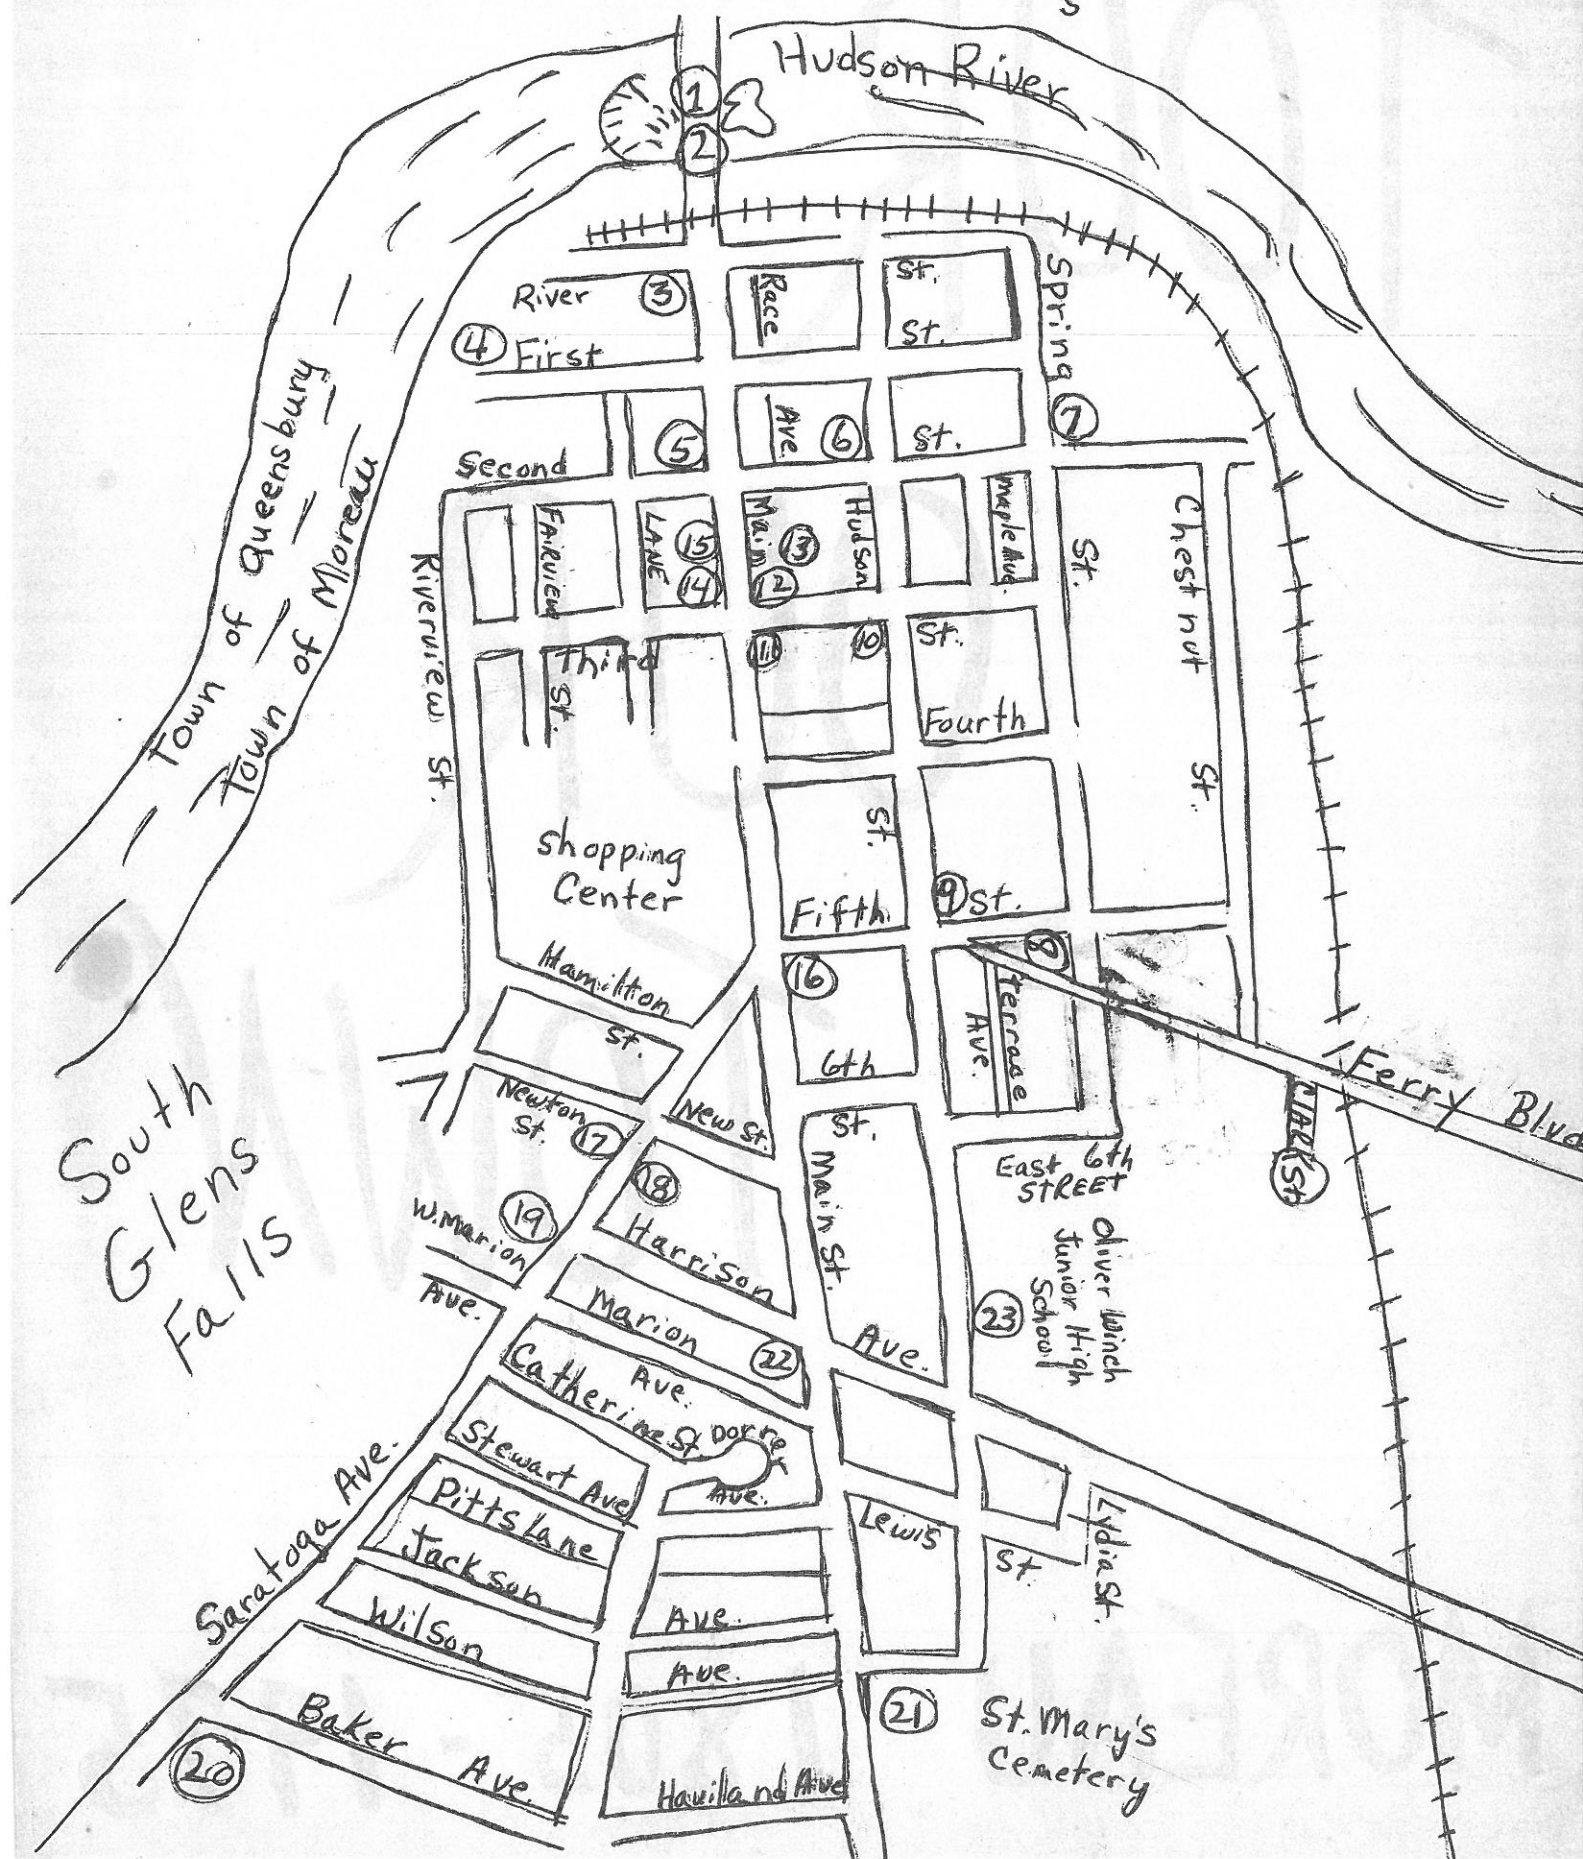 Hudson River
1
2
River
3
Race
St.
Spring
4
First
St.
Ave.
6
St.
7
5
Second
Town of Queensbury
Town of Moreau
Riverview St.
FAIRVIEW
LANE
15
14
Main
13
12
Hudson
Maple Ave.
St.
Chestnut
St.
Third
St.
11
10
St.
Fourth
Shopping
Center
St.
Fifth
9
St.
8
Hamilton
St.
16
Terrace
Ave.
6th
St.
Ferry Blvd
CLARK St
Newton
St.
17
New St.
18
East 6th
STREET
South
Glens
Falls
W. Marion
Ave.
19
Harrison
Main St.
Oliver Winch
Junior High
School
23
Marion
Ave.
22
Ave.
Catherine St.
Dorrer
Ave.
Stewart Ave
Pitts Lane
Lewis
St.
Lydia St.
Jackson
Ave.
Saratoga Ave.
Wilson
Ave.
Baker Ave.
20
21
St. Mary's
Cemetery
Haviland Ave